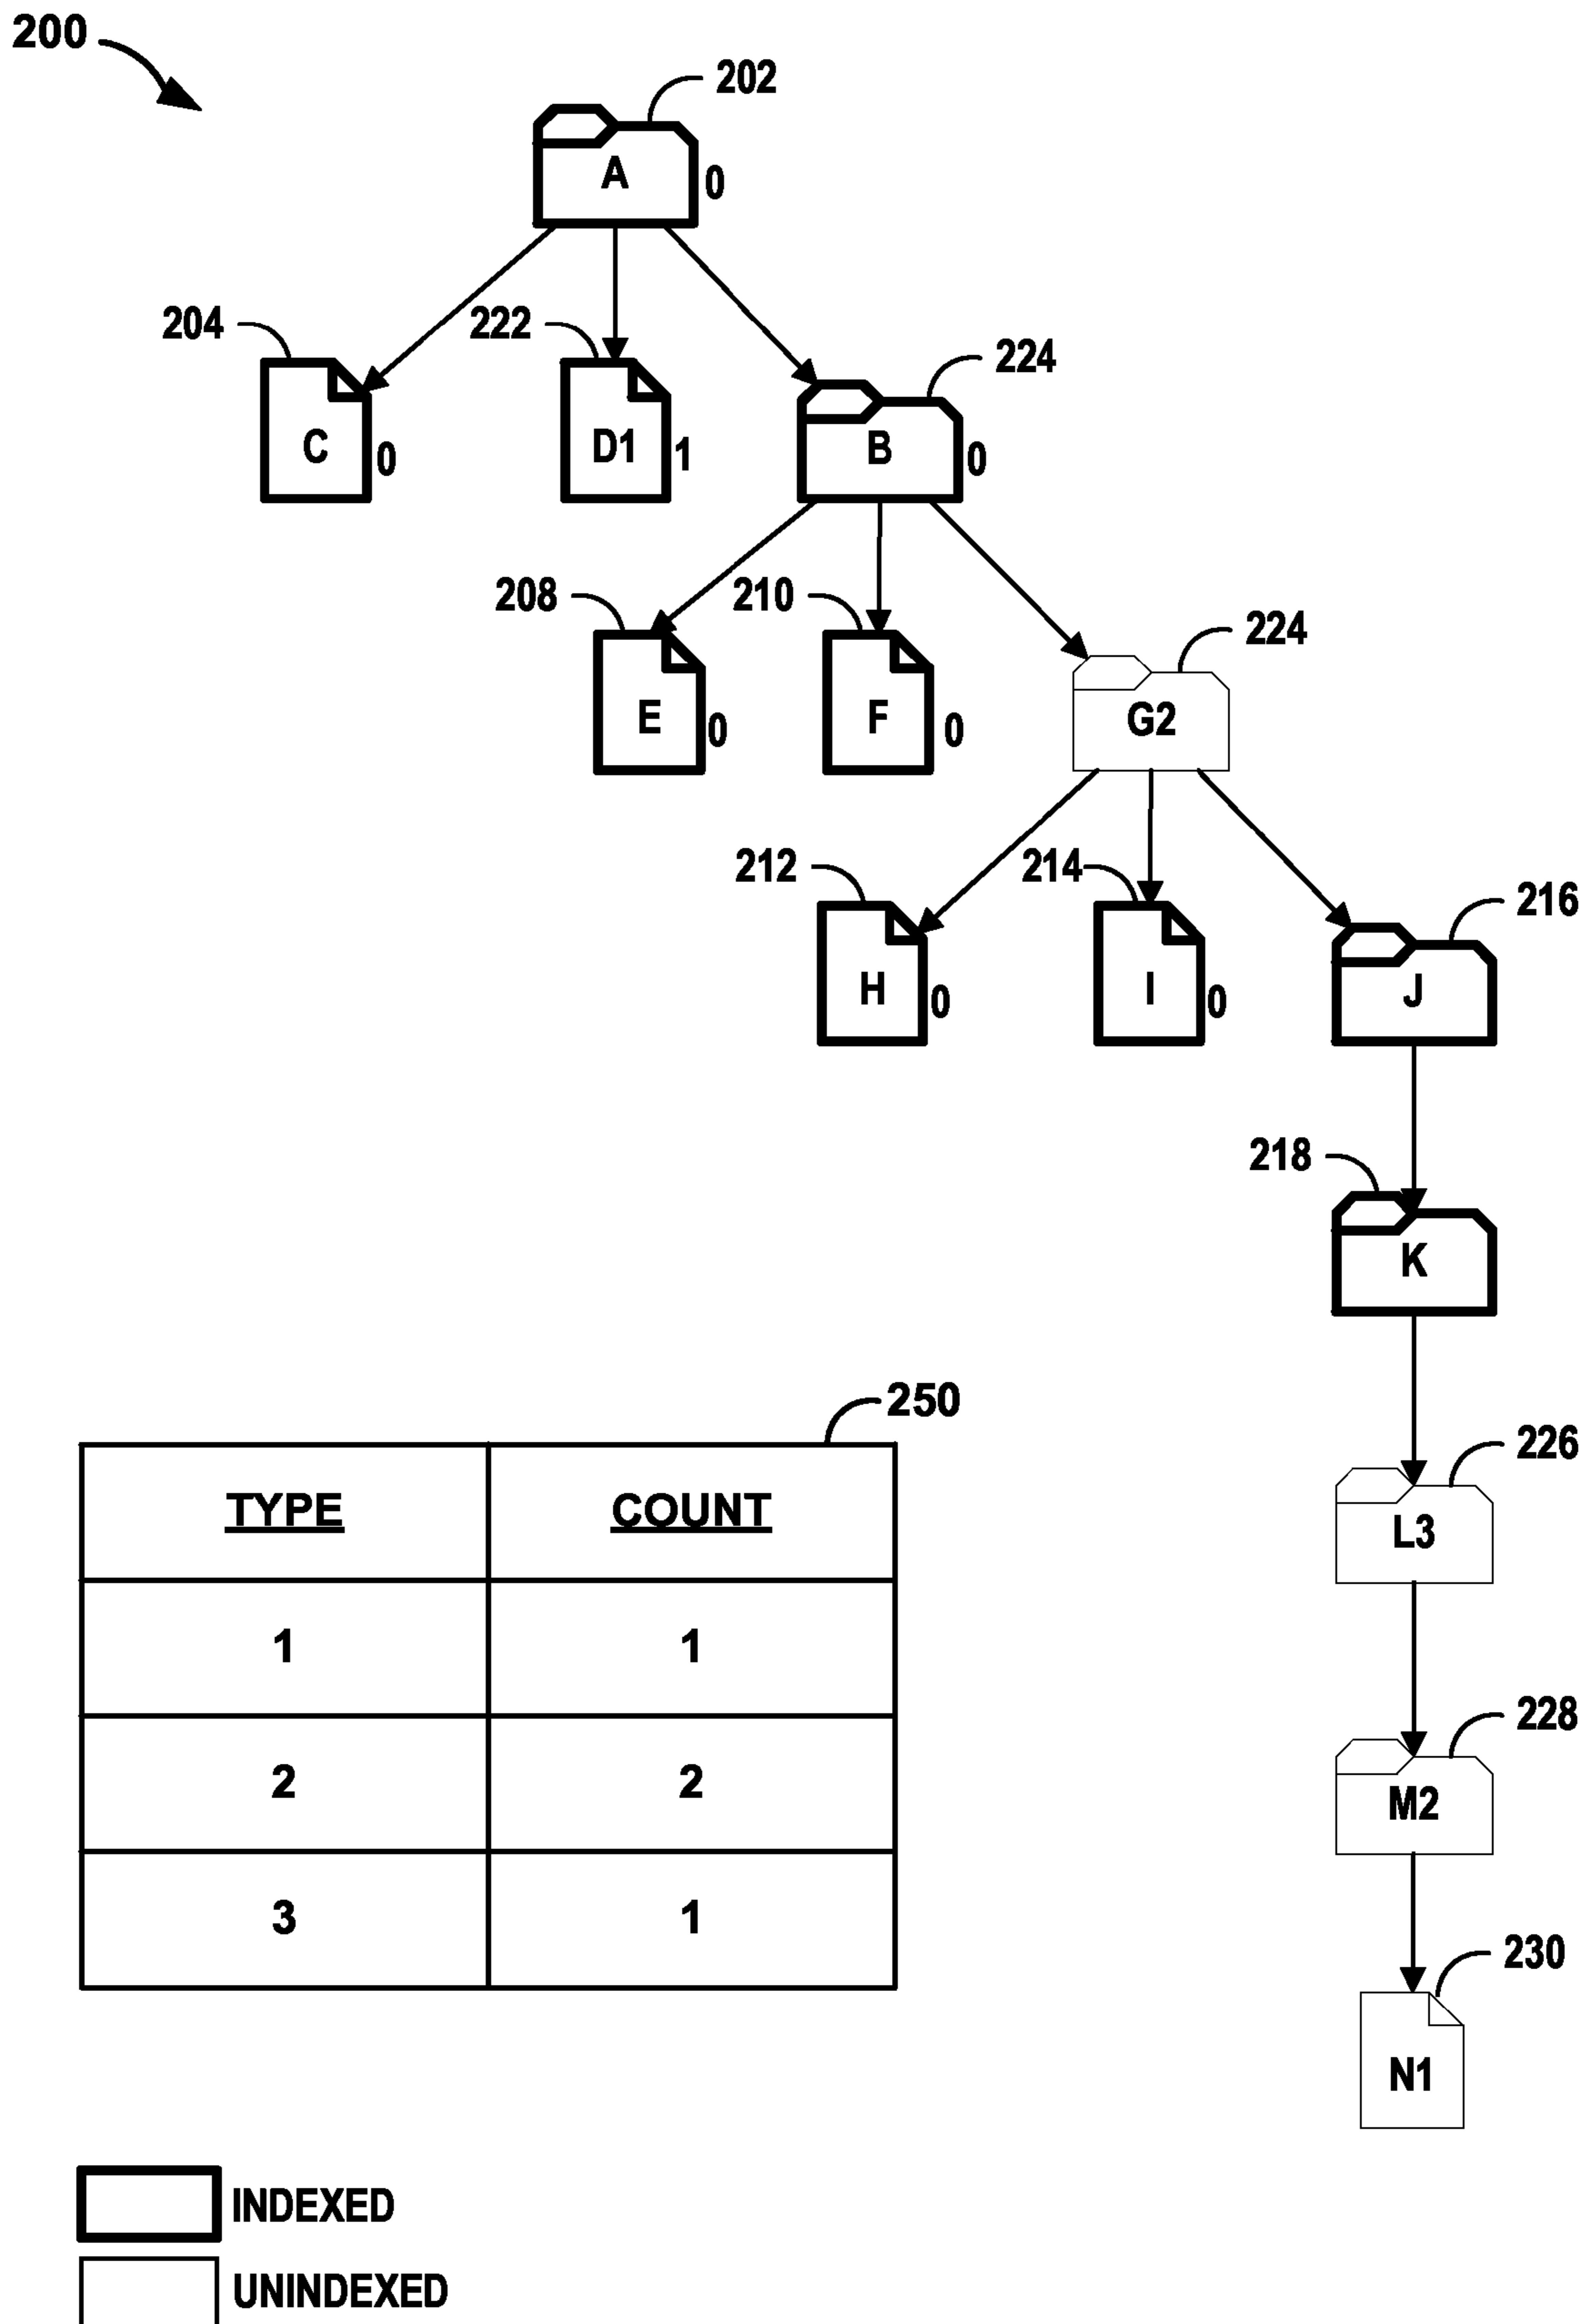 200
202
A
0
204
222
224
C
0
D1
1
B
0
208
210
224
E
0
F
0
G2
212
214
216
H
0
I
0
J
218
K
250
226
TYPE COUNT
L3
1 1
228
2 2
M2
3 1
230
N1
INDEXED
UNINDEXED